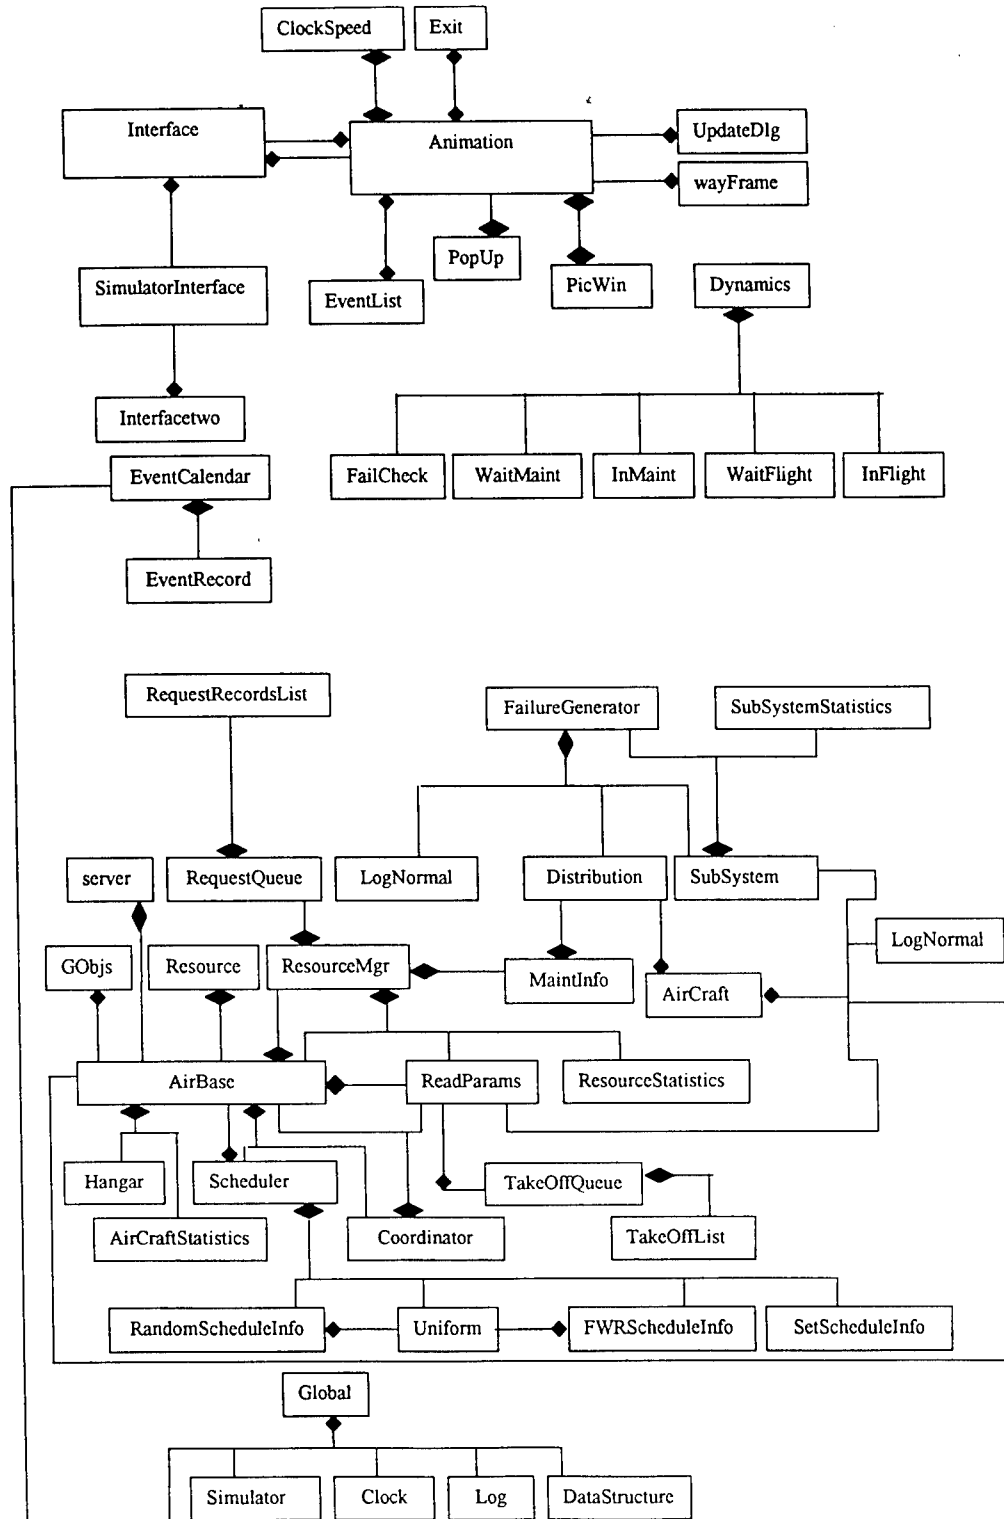 ClockSpeed
Exit
Interface
Animation
UpdateDlg
wayFrame
PopUp
SimulatorInterface
EventList
PicWin
Dynamics
Interfacetwo
EventCalendar
FailCheck
WaitMaint
InMaint
WaitFlight
InFlight
EventRecord
RequestRecordsList
FailureGenerator
SubSystemStatistics
server
RequestQueue
LogNormal
Distribution
SubSystem
LogNormal
GObjs
Resource
ResourceMgr
MaintInfo
AirCraft
AirBase
ReadParams
ResourceStatistics
Hangar
Scheduler
TakeOffQueue
AirCraftStatistics
Coordinator
TakeOffList
RandomScheduleInfo
Uniform
FWRScheduleInfo
SetScheduleInfo
Global
Simulator
Clock
Log
DataStructure